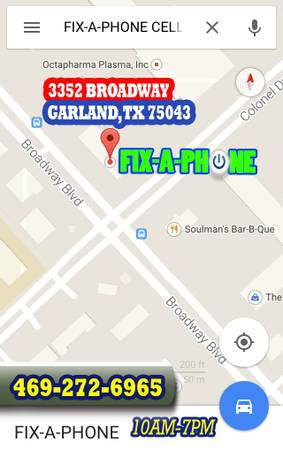 FIX-A-PHONE CELL
Octapharma Plasma, Inc
3352 BROADWAY
GARLAND,TX 75043
Colonel D
Broadway Blvd
FIX-A-PHONE
Soulman's Bar-B-Que
The
Broadway Blvd
200 ft
50 m
469-272-6965
FIX-A-PHONE
10AM-7PM